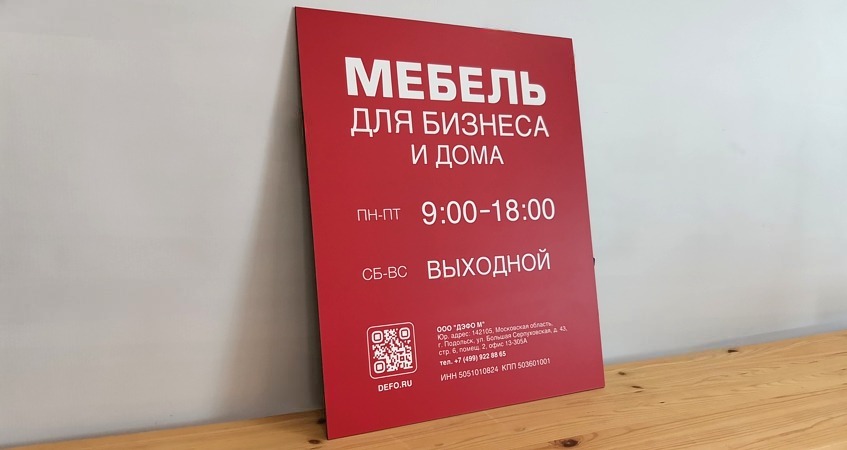 МЕБЕЛЬ
ДЛЯ БИЗНЕСА
И ДОМА
ПН-ПТ 9:00-18:00
СБ-ВС ВЫХОДНОЙ
ООО "ДЭФО М"
Юр. адрес: 142105, Московская область,
г. Подольск, ул. Большая Серпуховская, д. 43,
стр. 6, помещ. 2, офис 13-305А
тел. +7 (499) 922 88 65
ИНН 5051010824 КПП 503601001
DEFO.RU